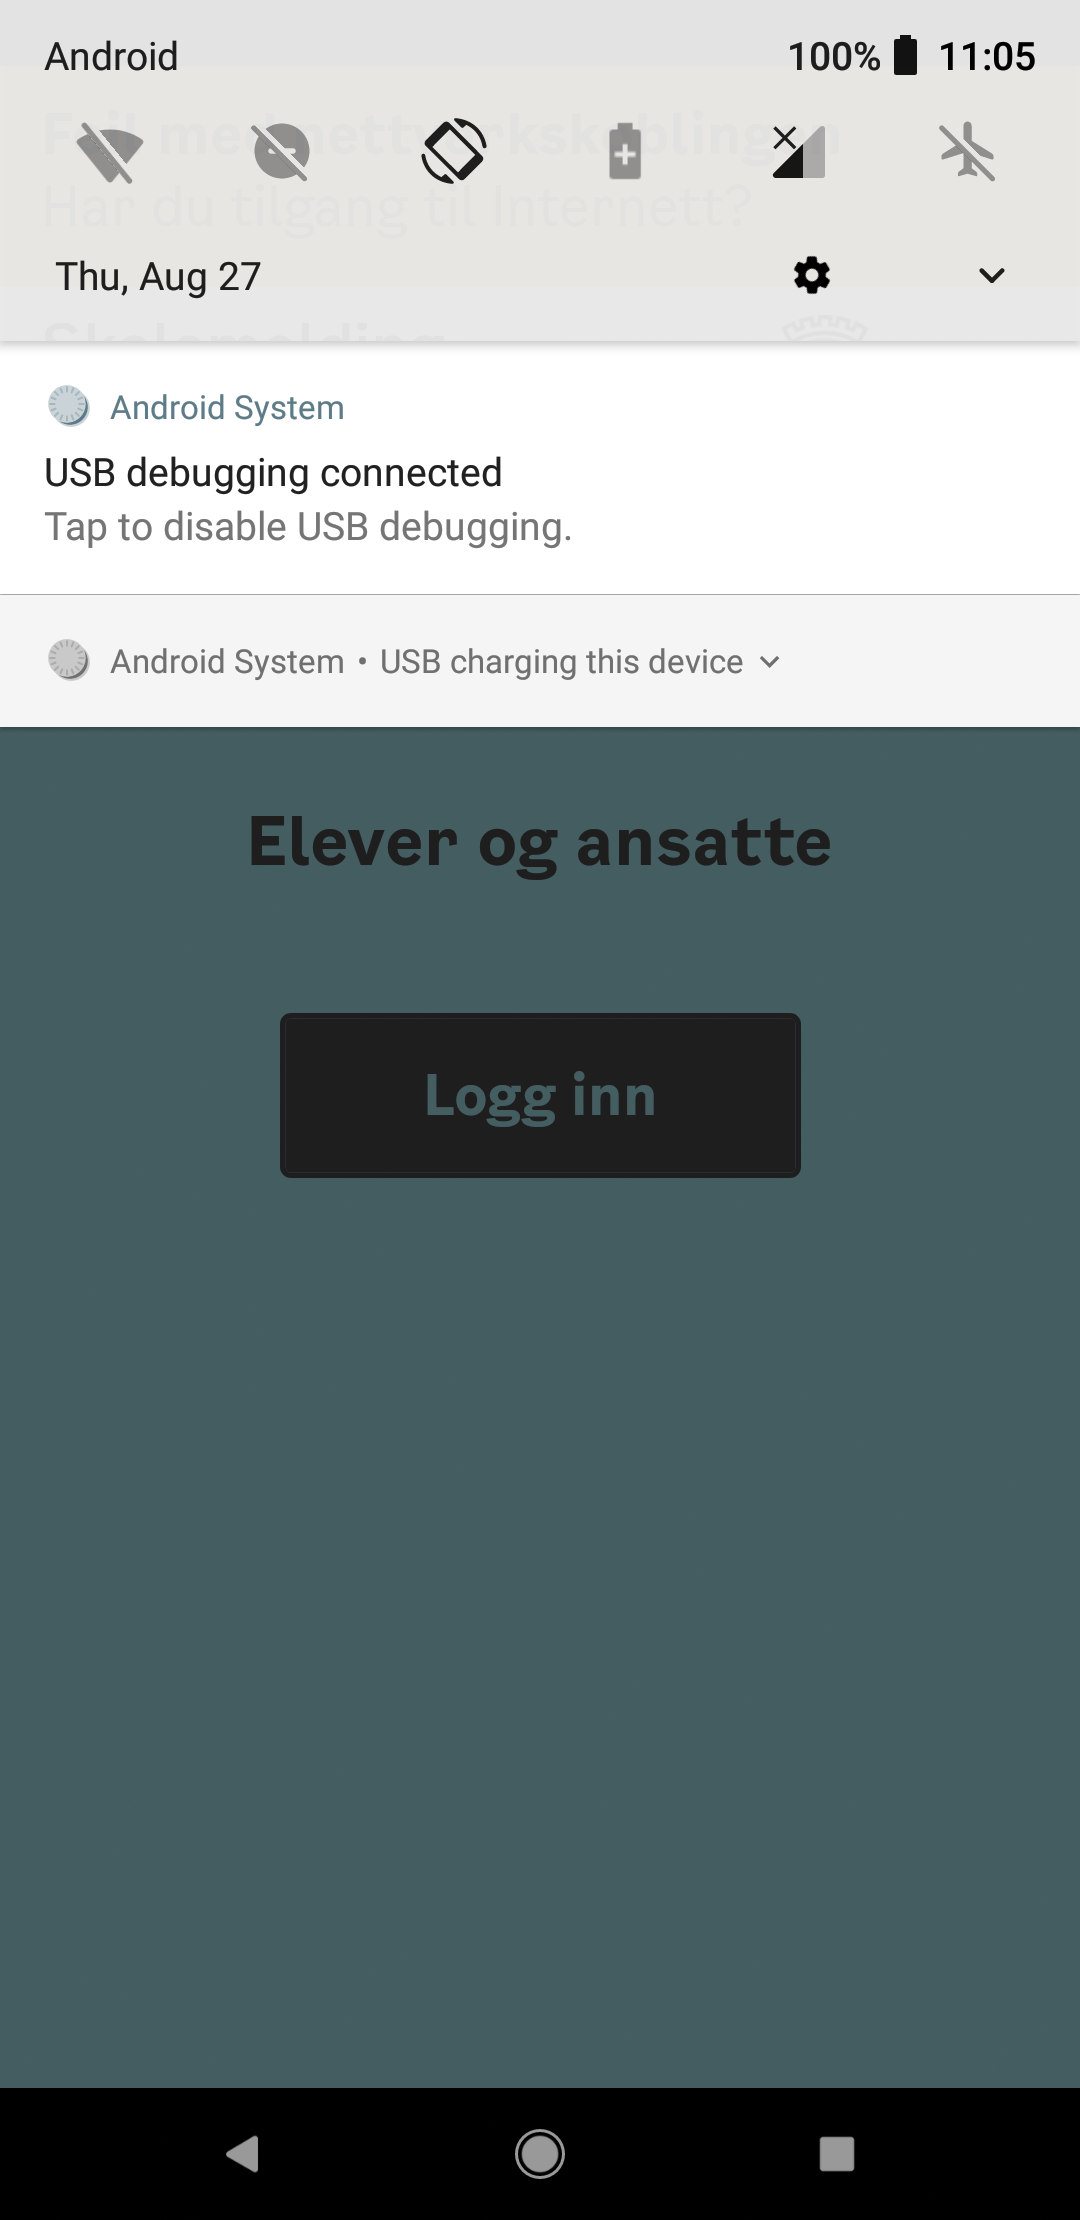 Android 100% 11:05
Feil med nettverkskoblingen
Har du tilgang til Internett?
Thu, Aug 27
Skolemelding
Android System
USB debugging connected
Tap to disable USB debugging.
Android System • USB charging this device
Elever og ansatte
Logg inn